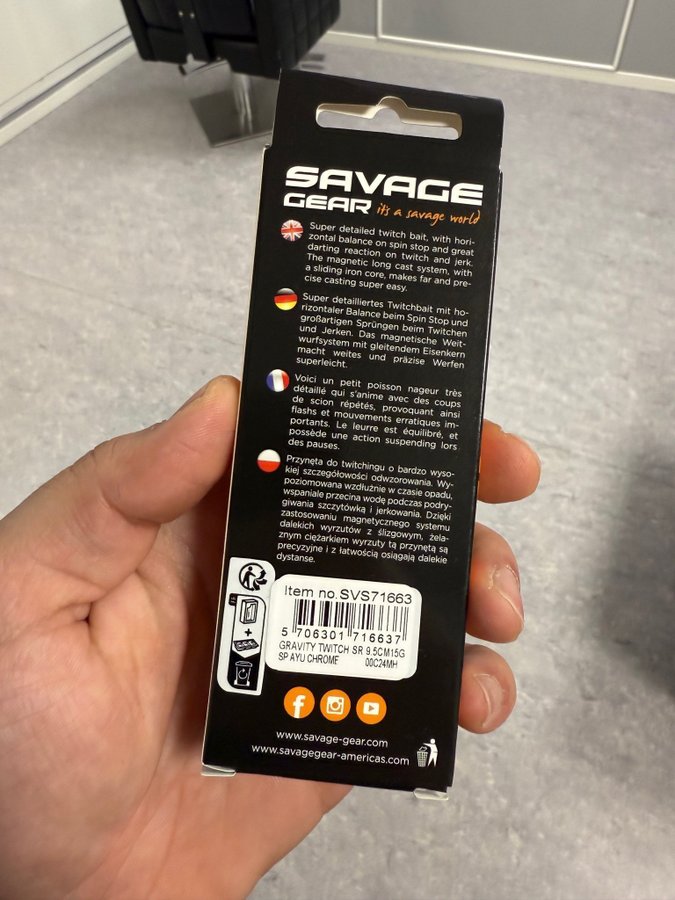 SAVAGE
GEAR it's a savage world
Super detailed twitch bait, with hori-
zontal balance on spin stop and great
darting reaction on twitch and jerk.
The magnetic long cast system, with
a sliding iron core, makes far and pre-
cise casting super easy.
Super detailliertes Twitchbait mit ho-
rizontaler Balance beim Spin Stop und
großartigen Sprüngen beim Twitchen
und Jerken. Das magnetische Weit-
wurfsystem mit gleitendem Eisenkern
macht weites und präzise Werfen
superleicht.
Voici un petit poisson nageur très
détaillé qui s'anime avec des coups
de scion répétés, provoquant ainsi
flashs et mouvements erratiques im-
portants. Le leurre est équilibré, et
possède une action suspending lors
des pauses.
Przynęta do twitchingu o bardzo wyso-
kiej szczegółowości odwzorowania. Wy-
poziomowana wzdłużnie w czasie opadu,
wspaniale przecina wodę podczas podry-
givania szczytówką i jerkowania. Dzięki
zastosowaniu magnetycznego systemu
dalekich wyrzutów z ślizgowym, żela-
znym ciężarkiem wyrzuty tą przynętą są
precyzyjne i z łatwością osiągają dalekie
dystanse.
Item no. SVS71663
5 706301 716637
GRAVITY TWITCH SR 9.5CM15G
SP AYU CHROME 00C24MH
www.savage-gear.com
www.savagegear-americas.com